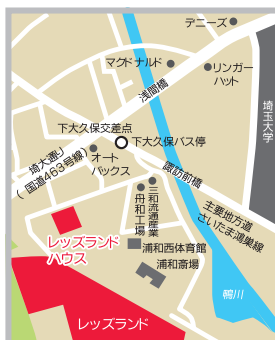 デニーズ
マクドナルド
リンガー
ハット
浅間橋
埼玉大学
下大久保交差点
下大久保バス停
埼大通り
(国道463号線)
オート
バックス
諏訪前橋
主要地方道
さいたま鴻巣線
三和流通産業
舟和工場
レッズランド
ハウス
浦和西体育館
浦和斎場
鴨川
レッズランド